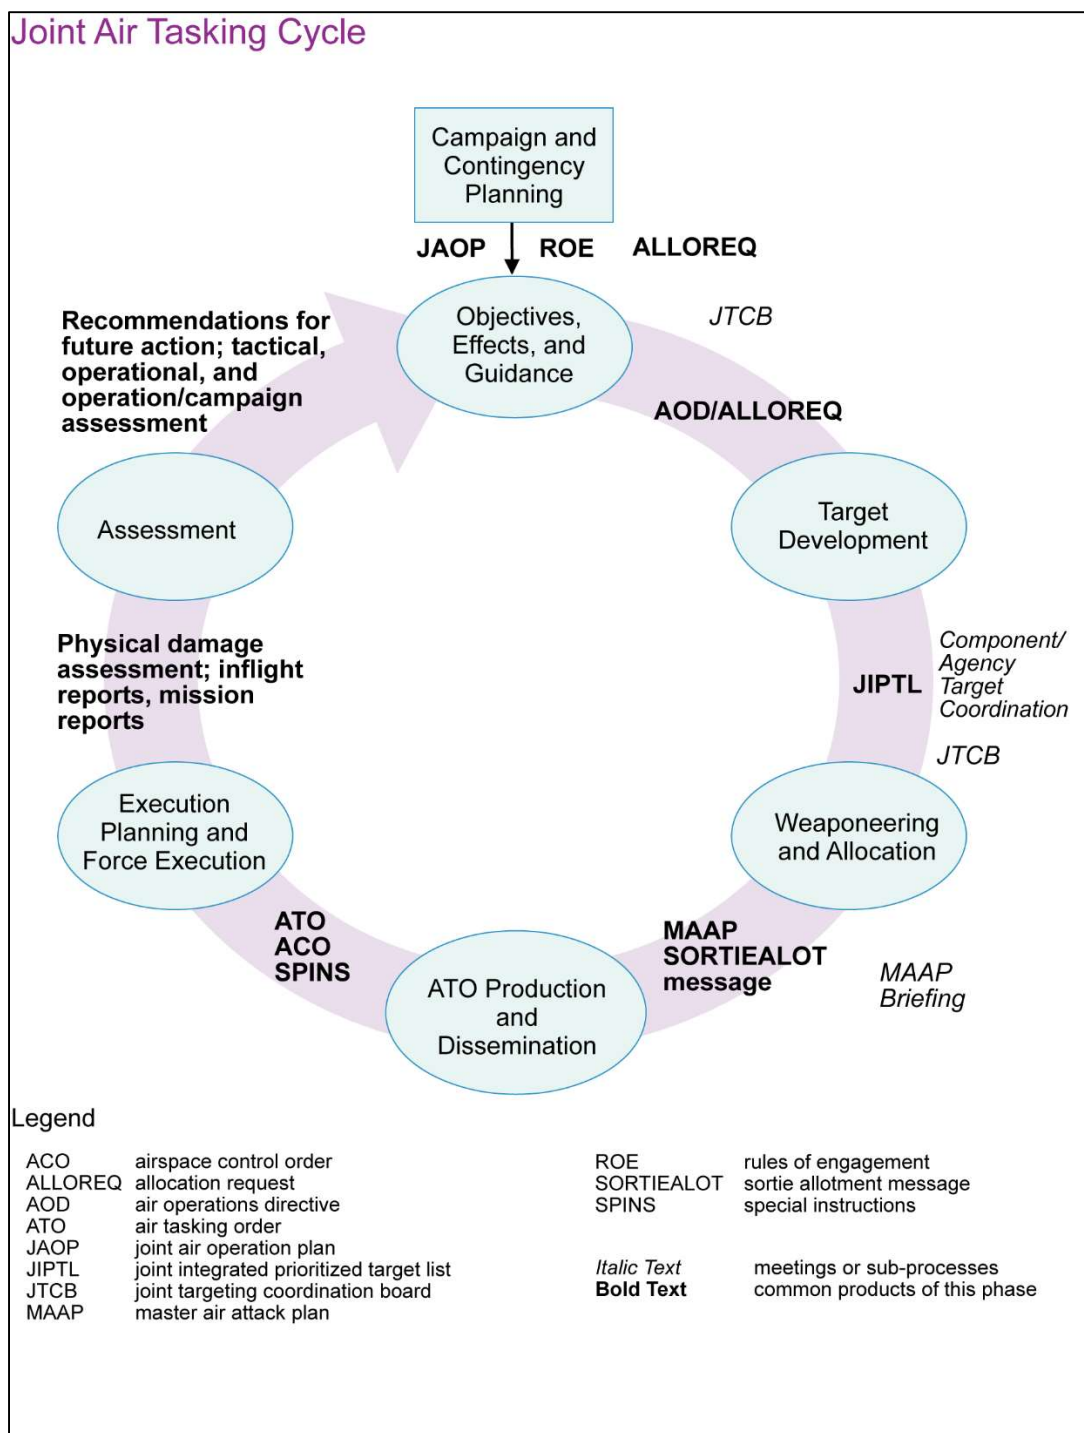 Joint Air Tasking Cycle
Campaign and
Contingency
Planning
JAOP ROE ALLOREQ
Objectives,
Effects, and
Guidance
JTCB
AOD/ALLOREQ
Target
Development
Component/
Agency
Target
Coordination
JIPTL
JTCB
Weaponeering
and Allocation
MAAP
SORTIEALOT
message
MAAP
Briefing
ATO Production
and
Dissemination
ATO
ACO
SPINS
Execution
Planning and
Force Execution
Physical damage
assessment; inflight
reports, mission
reports
Assessment
Recommendations for
future action; tactical,
operational, and
operation/campaign
assessment
Legend
ACO airspace control order
ALLOREQ allocation request
AOD air operations directive
ATO air tasking order
JAOP joint air operation plan
JIPTL joint integrated prioritized target list
JTCB joint targeting coordination board
MAAP master air attack plan
ROE rules of engagement
SORTIEALOT sortie allotment message
SPINS special instructions
Italic Text meetings or sub-processes
Bold Text common products of this phase